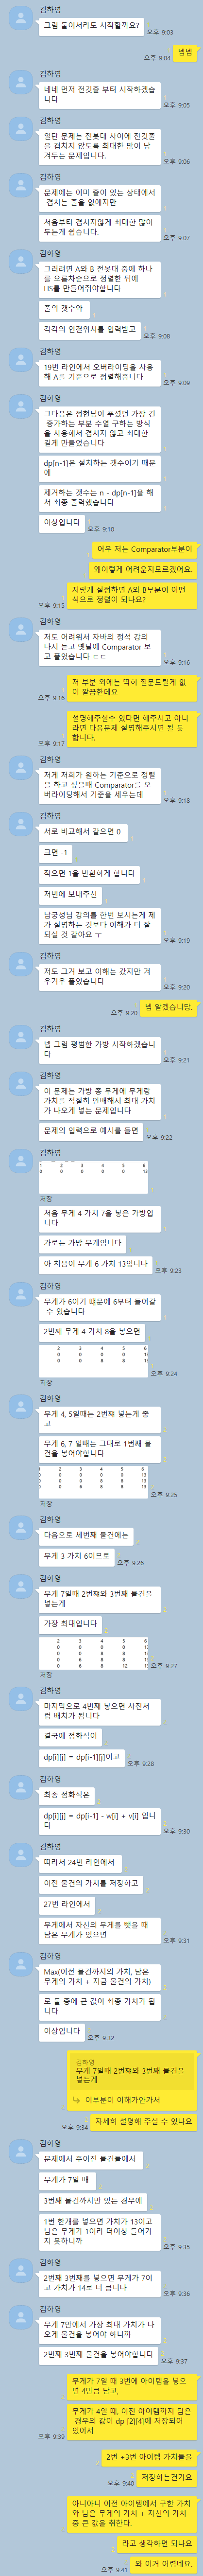 김하영
그럼 둘이서라도 시작할까요?
오후 9:03
넵넵
오후 9:04
김하영
네네 먼저 전깃줄 부터 시작하겠습
니다
오후 9:05
김하영
일단 문제는 전봇대 사이에 전깃줄
을 겹치지 않도록 최대한 많이 남
겨두는 문제입니다.
오후 9:06
김하영
문제에는 이미 줄이 있는 상태에서
겹치는 줄을 없애지만
처음부터 겹치지않게 최대한 많이
두는게 쉽습니다.
오후 9:07
김하영
그러려면 A와 B 전봇대 중에 하나
를 오름차순으로 정렬한 뒤에
LIS를 만들어줘야합니다
줄의 갯수와
각각의 연결위치를 입력받고
오후 9:08
김하영
19번 라인에서 오버라이딩을 사용
해 A를 기준으로 정렬해줍니다
오후 9:09
김하영
그다음은 정현님이 푸셨던 가장 긴
증가하는 부분 수열 구하는 방식
을 사용해서 겹치지 않고 최대한
길게 만들었습니다
dp[n-1]은 설치하는 갯수이기 때문
에
제거하는 갯수는 n - dp[n-1]을 해
서 최종 출력했습니다
이상입니다
오후 9:10
어우 저는 Comparator부분이
왜이렇게 어려운지모르겠어요.
저렇게 설정하면 A와 B부분이 어떤
식으로 정렬이 되나요?
오후 9:15
김하영
저도 어려워서 자바의 정석 강의
다시 듣고 옛날에 Comparator 보
고 풀었습니다 ㄷㄷ
오후 9:16
저 부분 외에는 딱히 질문드릴게 없
이 깔끔한데요
오후 9:16
설명해주실수 있다면 해주시고 아니
라면 다음문제 설명해주시면 될 듯
합니다.
오후 9:17
김하영
저게 저희가 원하는 기준으로 정렬
을 하고 싶을때 Comparator를 오
버라이딩해서 기준을 세우는데
오후 9:18
김하영
서로 비교해서 같으면 0
크면 -1
작으면 1을 반환하게 합니다
저번에 보내주신
남궁성님 강의를 한번 보시는게 제
가 설명하는 것보다 이해가 더 잘
되실 것 같아요 ㅜ
오후 9:19
김하영
저도 그거 보고 이해는 갔지만 겨
우겨우 풀었습니다
오후 9:20
넵 알겠습니당.
오후 9:20
김하영
넵 그럼 평범한 가방 시작하겠습니
다
오후 9:21
김하영
이 문제는 가방 총 무게에 무게랑
가치를 적절히 안배해서 최대 가치
가 나오게 넣는 문제입니다
문제의 입력으로 예시를 들면
오후 9:22
김하영
저장
처음 무게 4 가치 7을 넣은 가방입
니다
가로는 가방 무게입니다
아 처음이 무게 6 가치 13입니다
오후 9:23
김하영
무게가 6이기 때문에 6부터 들어갈
수 있습니다
2번째 무게 4 가치 8을 넣으면
오후 9:24
저장
김하영
무게 4, 5일때는 2번째 넣는게 좋
고
무게 6, 7 일때는 그대로 1번째 물
건을 넣어야합니다
오후 9:25
저장
김하영
다음으로 세번째 물건에는
무게 3 가치 6이므로
오후 9:26
김하영
무게 7일때 2번째와 3번째 물건을
넣는게
가장 최대입니다
오후 9:27
저장
김하영
마지막으로 4번째 넣으면 사진처
럼 배치가 됩니다
결국에 점화식이
dp[i][j] = dp[i-1][j]이고
오후 9:28
김하영
최종 점화식은
dp[i][j] = dp[i-1] - w[i] + v[i] 입니
다
오후 9:30
김하영
따라서 24번 라인에서
이전 물건의 가치를 저장하고
27번 라인에서
무게에서 자신의 무게를 뺏을 때
남은 무게가 있으면
오후 9:31
김하영
Max(이전 물건까지의 가치, 남은
무게의 가치 + 지금 물건의 가치)
로 둘 중에 큰 값이 최종 가치가 됩
니다
이상입니다
오후 9:32
김하영
무게 7일때 2번째와 3번째 물건을
넣는게
이부분이 이해가안가서
자세히 설명해 주실 수 있나요
오후 9:34
김하영
문제에서 주어진 물건들에서
무게가 7일 때
3번째 물건까지만 있는 경우에
1번 한개를 넣으면 가치가 13이고
남은 무게가 1이라 더이상 들어가
지 못하니까
오후 9:35
김하영
2번째 3번째를 넣으면 무게가 7이
고 가치가 14로 더 큽니다
오후 9:36
김하영
무게 7안에서 가장 최대 가치가 나
오게 물건을 넣어야 하니까
2번째 3번째 물건을 넣어야합니다
오후 9:37
무게가 7일 때 3번에 아이템을 넣으
면 4만큼 남고,
무게가 4일 때, 이전 아이템까지 담은
경우의 값이 dp [2][4]에 저장되어
있어서
오후 9:39
2번 +3번 아이템 가치들을
저장하는건가요
오후 9:40
아니아니 이전 아이템에서 구한 가치
와 남은 무게의 가치 + 자신의 가치
중 큰 값을 취한다.
라고 생각하면 되나요
와 이거 어렵네요.
오후 9:41